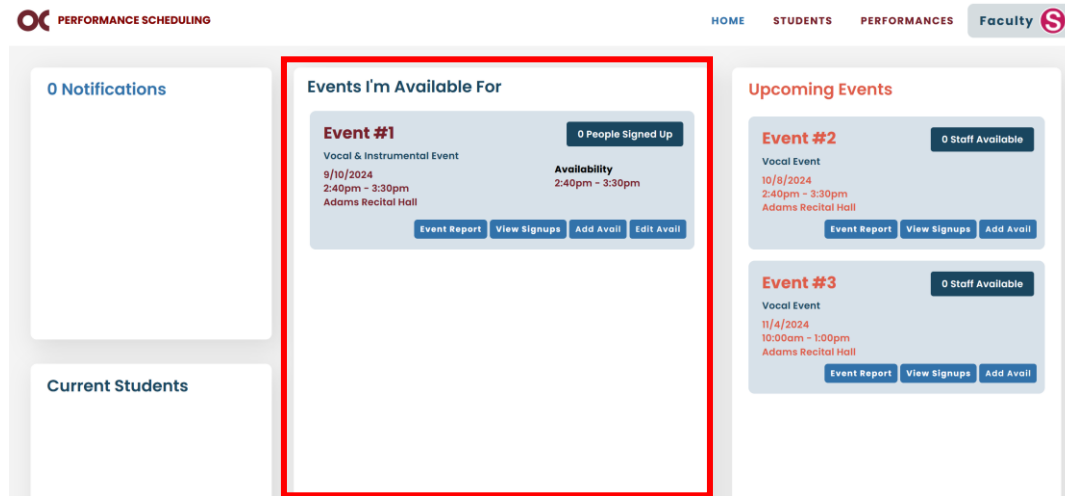 OC PERFORMANCE SCHEDULING
HOME STUDENTS PERFORMANCES Faculty S
0 Notifications
Current Students
Events I'm Available For
Event #1
0 People Signed Up
Vocal & Instrumental Event
9/10/2024
2:40pm - 3:30pm
Adams Recital Hall
Availability
2:40pm - 3:30pm
Event Report View Signups Add Avail Edit Avail
Upcoming Events
Event #2
0 Staff Available
Vocal Event
10/8/2024
2:40pm - 3:30pm
Adams Recital Hall
Event Report View Signups Add Avail
Event #3
0 Staff Available
Vocal Event
11/4/2024
10:00am - 1:00pm
Adams Recital Hall
Event Report View Signups Add Avail